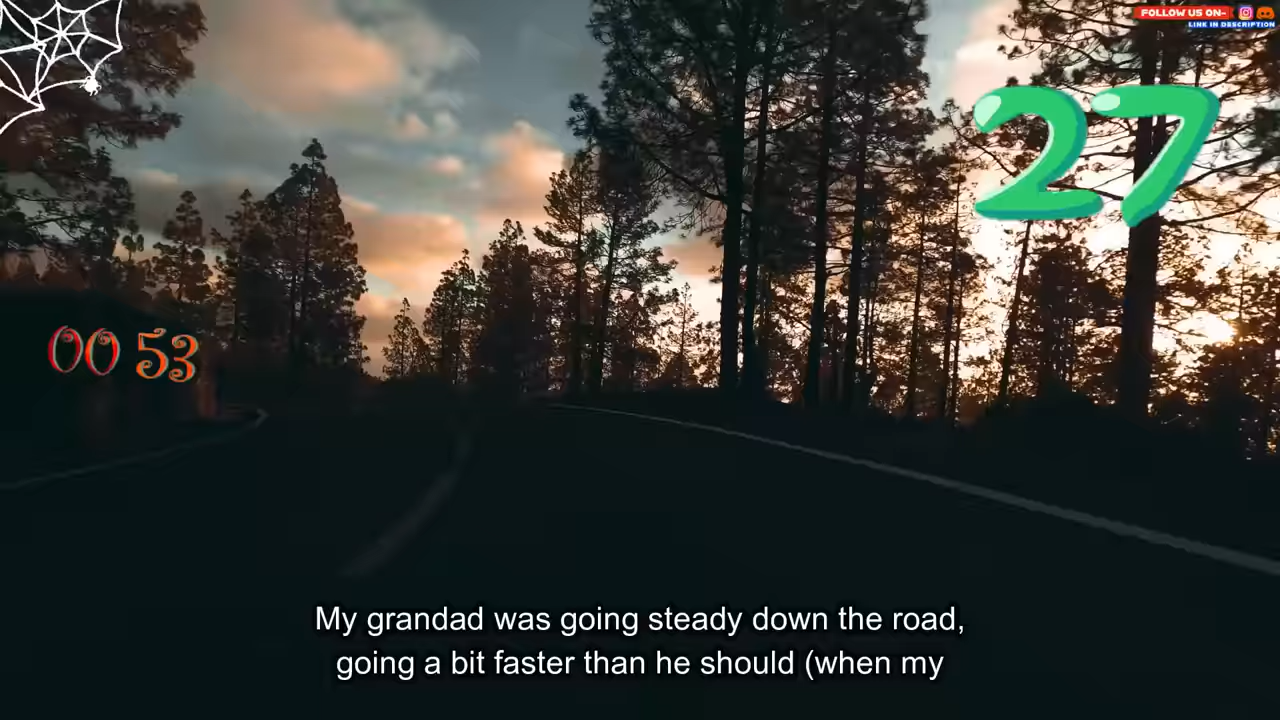 FOLLOW US ON-
LINK IN DESCRIPTION
27
00 53
My grandad was going steady down the road,
going a bit faster than he should (when my